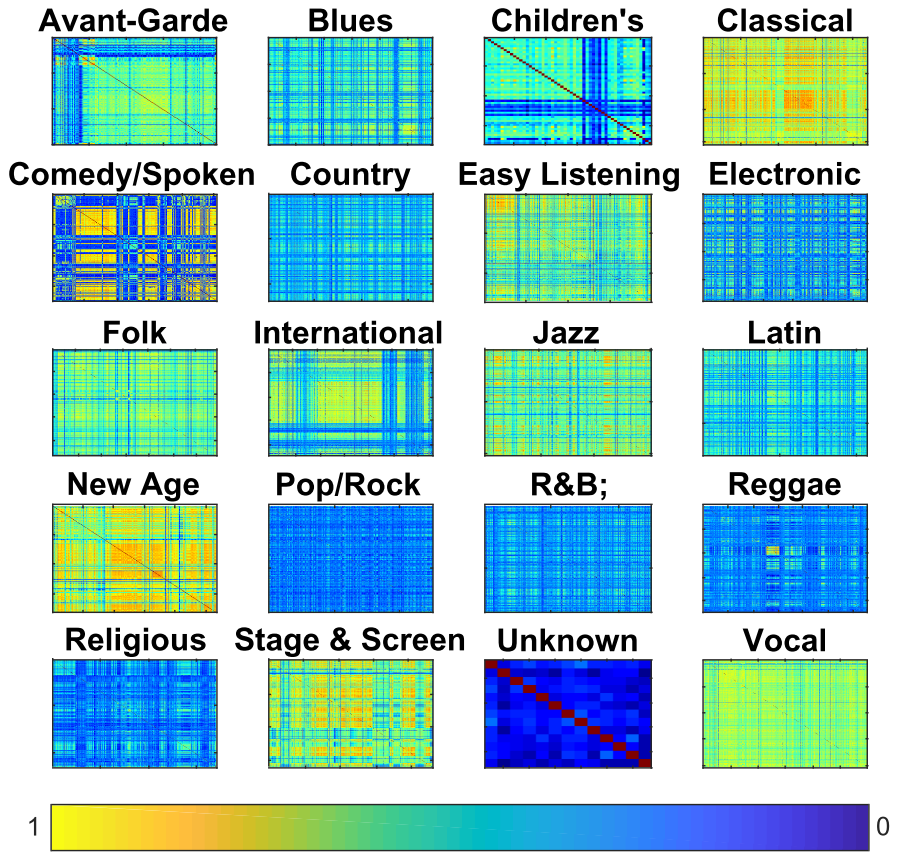 Avant-Garde Blues Children's Classical
Comedy/Spoken Country Easy Listening Electronic
Folk International Jazz Latin
New Age Pop/Rock R&B; Reggae
Religious Stage & Screen Unknown Vocal
1 0